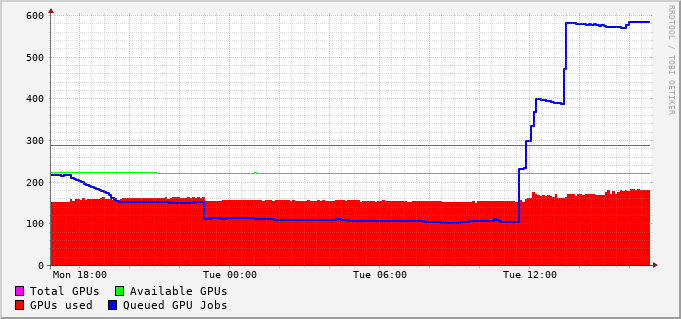 600
500
400
300
200
100
0
Mon 18:00 Tue 00:00 Tue 06:00 Tue 12:00
Total GPUs Available GPUs
GPUs used Queued GPU Jobs
RRDTOOL / TOBI OETIKER